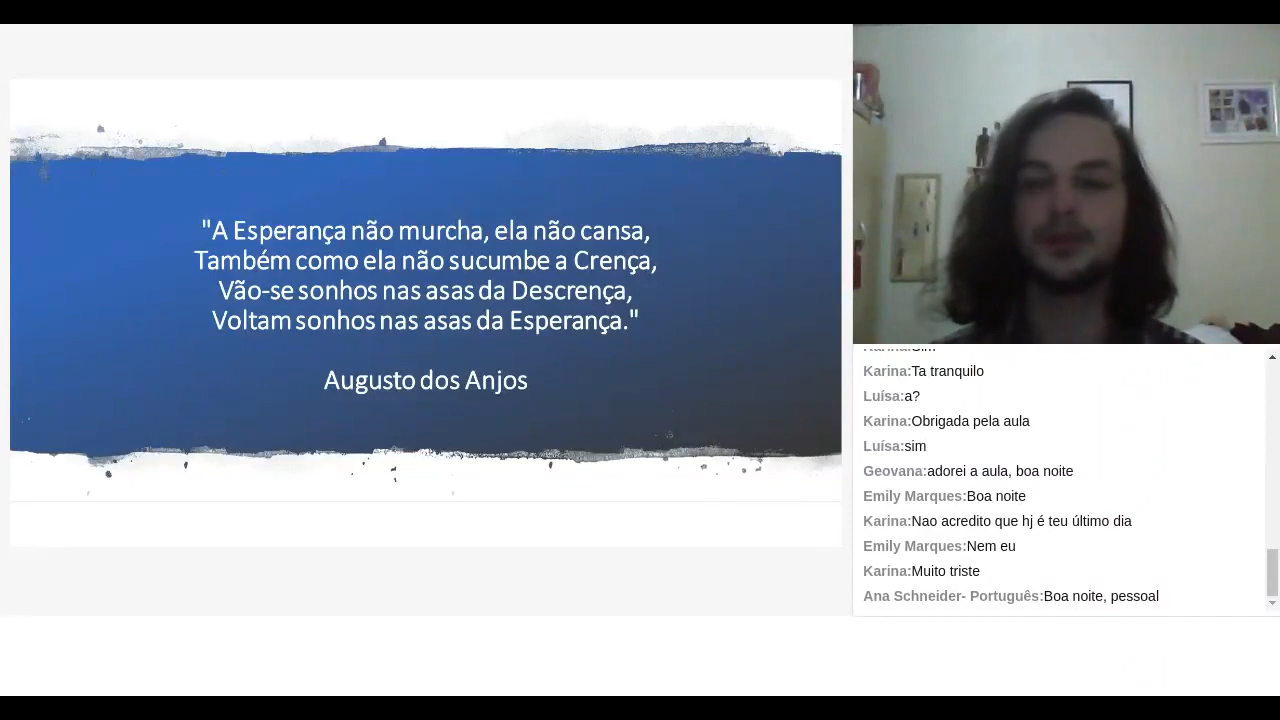 "A Esperança não murcha, ela não cansa,
Também como ela não sucumbe a Crença,
Vão-se sonhos nas asas da Descrença,
Voltam sonhos nas asas da Esperança."
Augusto dos Anjos
Karina:Sim
Karina:Ta tranquilo
Luísa:a?
Karina:Obrigada pela aula
Luísa:sim
Geovana:adorei a aula, boa noite
Emily Marques:Boa noite
Karina:Nao acredito que hj é teu último dia
Emily Marques:Nem eu
Karina:Muito triste
Ana Schneider- Português:Boa noite, pessoal